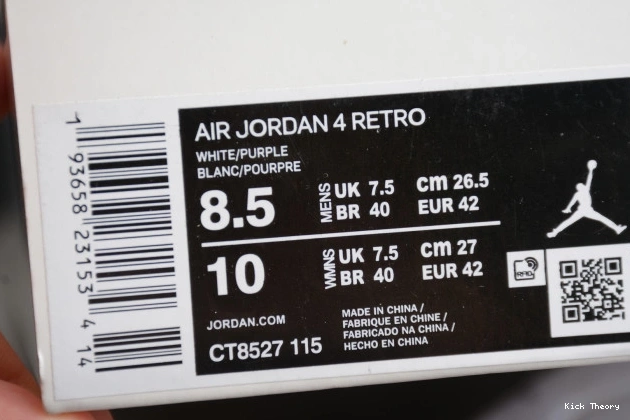 AIR JORDAN 4 RETRO
WHITE/PURPLE
BLANC/POURPRE
8.5
MENS
UK 7.5 cm 26.5
BR 40 EUR 42
10
WMNS
UK 7.5 cm 27
BR 40 EUR 42
JORDAN.COM
CT8527 115
MADE IN CHINA /
FABRIQUE EN CHINE /
FABRICADO NA CHINA /
HECHO EN CHINA
1 93658 23153 4 14
Kick Theory